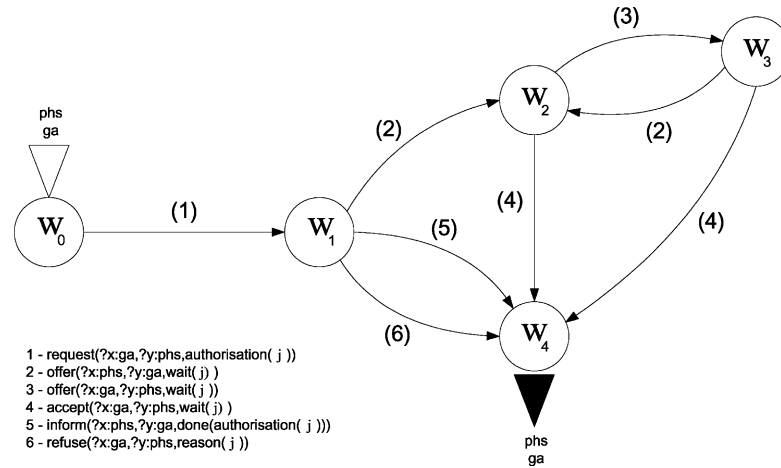 (3)
W3
phs
ga
W2
(2)
(2)
(1)
(4)
(4)
W0
W1
(5)
(6)
W4
1 - request(?x:ga,?y:phs,authorisation( j ))
2 - offer(?x:phs,?y:ga,wait( j) )
3 - offer(?x:ga,?y:phs,wait( j ))
4 - accept(?x:ga,?y:phs,wait( j) )
5 - inform(?x:phs,?y:ga,done(authorisation( j )))
6 - refuse(?x:ga,?y:phs,reason( j ))
phs
ga